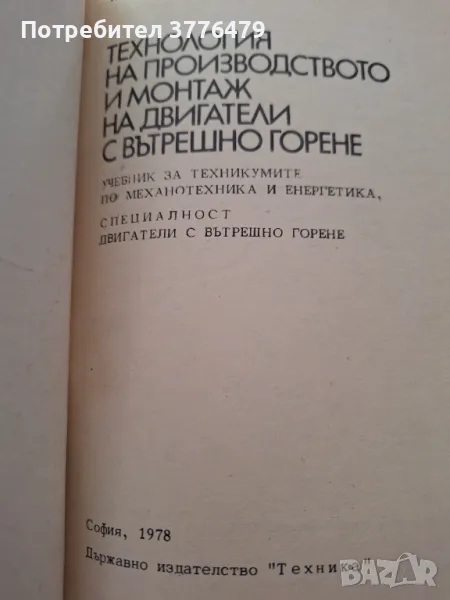 Потребител 3776479
ТЕХНОЛОГИЯ
НА ПРОИЗВОДСТВОТО
И МОНТАЖ
НА ДВИГАТЕЛИ
С ВЪТРЕШНО ГОРЕНЕ
УЧЕБНИК ЗА ТЕХНИКУМИТЕ
ПО МЕХАНОТЕХНИКА И ЕНЕРГЕТИКА,
СПЕЦИАЛНОСТ
ДВИГАТЕЛИ С ВЪТРЕШНО ГОРЕНЕ
София, 1978
Държавно издателство "Техника"
BAZAR